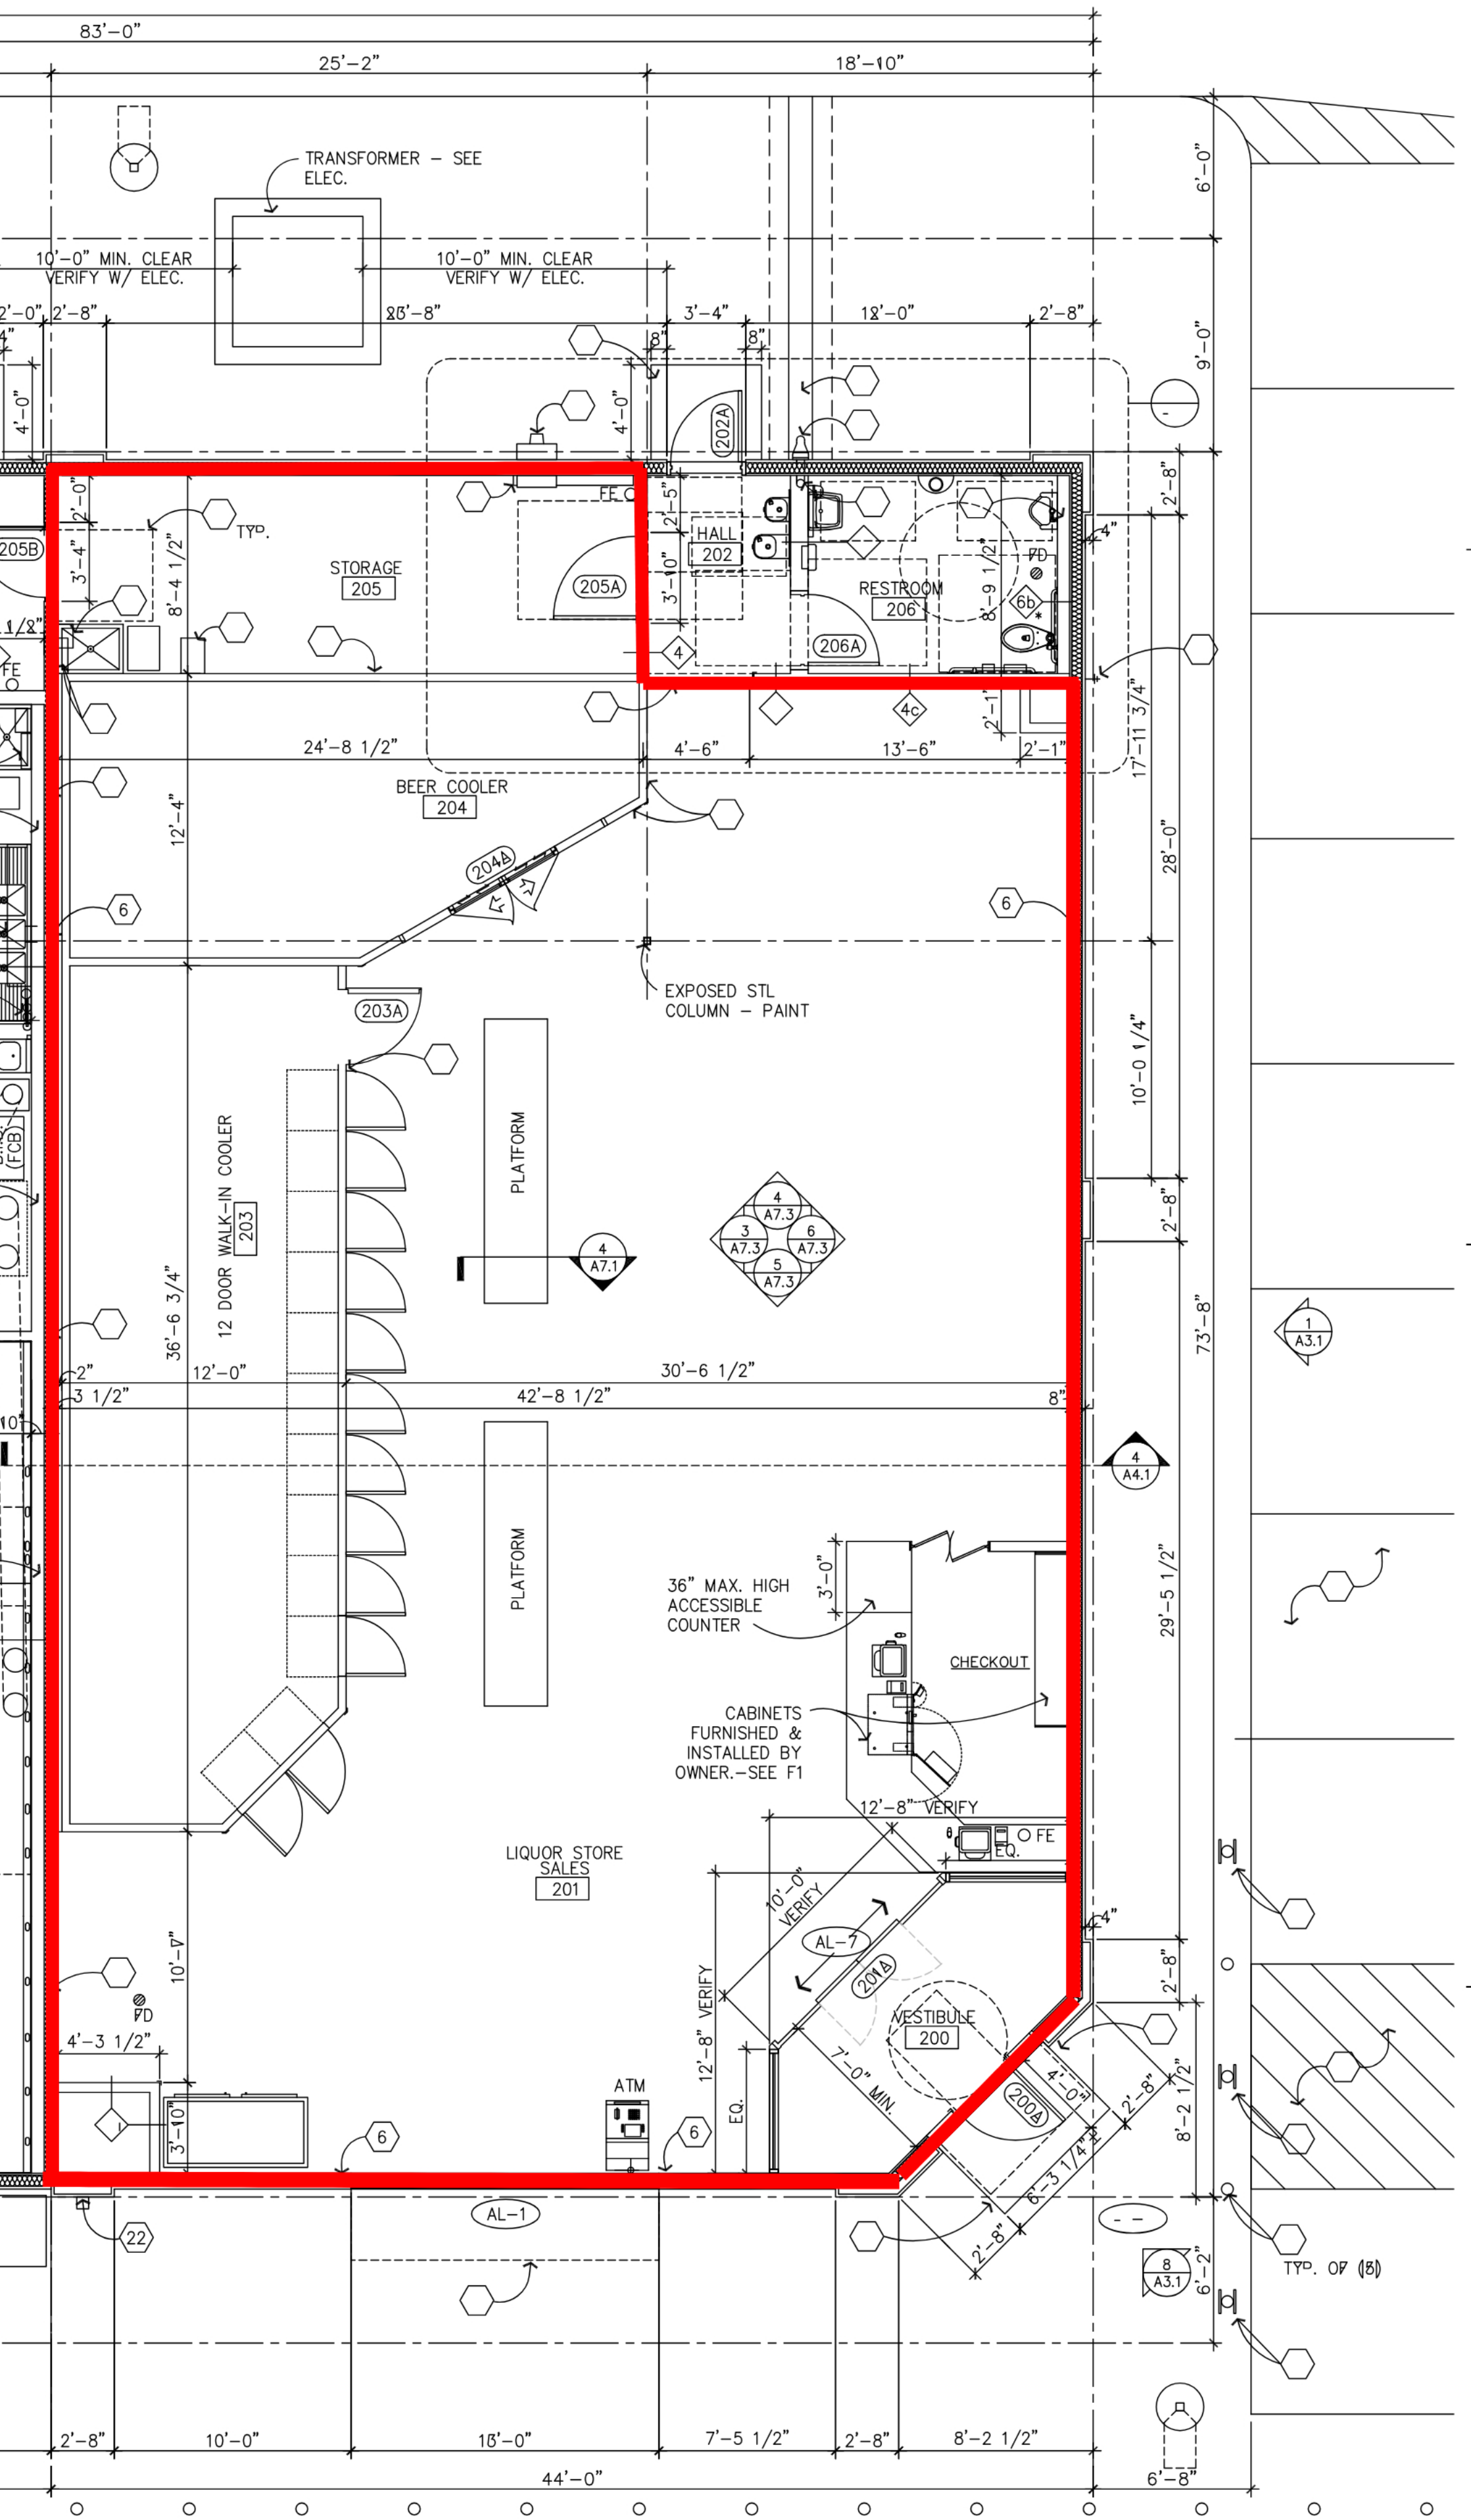 83'-0"
25'-2"
18'-10"
TRANSFORMER - SEE
ELEC.
6'-0"
10'-0" MIN. CLEAR
VERIFY W/ ELEC.
10'-0" MIN. CLEAR
VERIFY W/ ELEC.
2'-0"
2'-8"
3'-4"
2'-8"
9'-0"
8"
8"
4'-0"
4'-0"
202A
-
2'-0"
FE
2'-5"
2'-8"
4"
205B
TYP.
HALL
202
3'-4"
8'-4 1/2"
STORAGE
205
205A
3'-10"
RESTROOM
206
8'-9 1/2"
FD
6b
*
1/2"
FE
4
206A
4c
2'-1"
17'-11 3/4"
24'-8 1/2"
4'-6"
13'-6"
2'-1"
BEER COOLER
204
12'-4"
204A
28'-0"
6
6
EXPOSED STL
COLUMN - PAINT
203A
10'-0 1/4"
(FCB)
12 DOOR WALK-IN COOLER
203
PLATFORM
4
A7.3
3
A7.3
6
A7.3
5
A7.3
4
A7.1
2'-8"
36'-6 3/4"
73'-8"
1
A3.1
2"
12'-0"
30'-6 1/2"
3 1/2"
42'-8 1/2"
8"
10"
4
A4.1
PLATFORM
3'-0"
36" MAX. HIGH
ACCESSIBLE
COUNTER
29'-5 1/2"
CHECKOUT
CABINETS
FURNISHED &
INSTALLED BY
OWNER.-SEE F1
12'-8" VERIFY
FE
EQ.
LIQUOR STORE
SALES
201
10'-0"
VERIFY
4"
AL-7
201A
2'-8"
FD
VESTIBULE
200
12'-8" VERIFY
4'-3 1/2"
7'-0" MIN.
4'-0"
200A
2'-8"
8'-2 1/2"
ATM
EQ.
3'-10"
6
6
6'-3 1/4"
AL-1
- -
22
2'-8"
8
A3.1
6'-2"
2'-8"
10'-0"
7'-5 1/2"
2'-8"
8'-2 1/2"
44'-0"
6'-8"